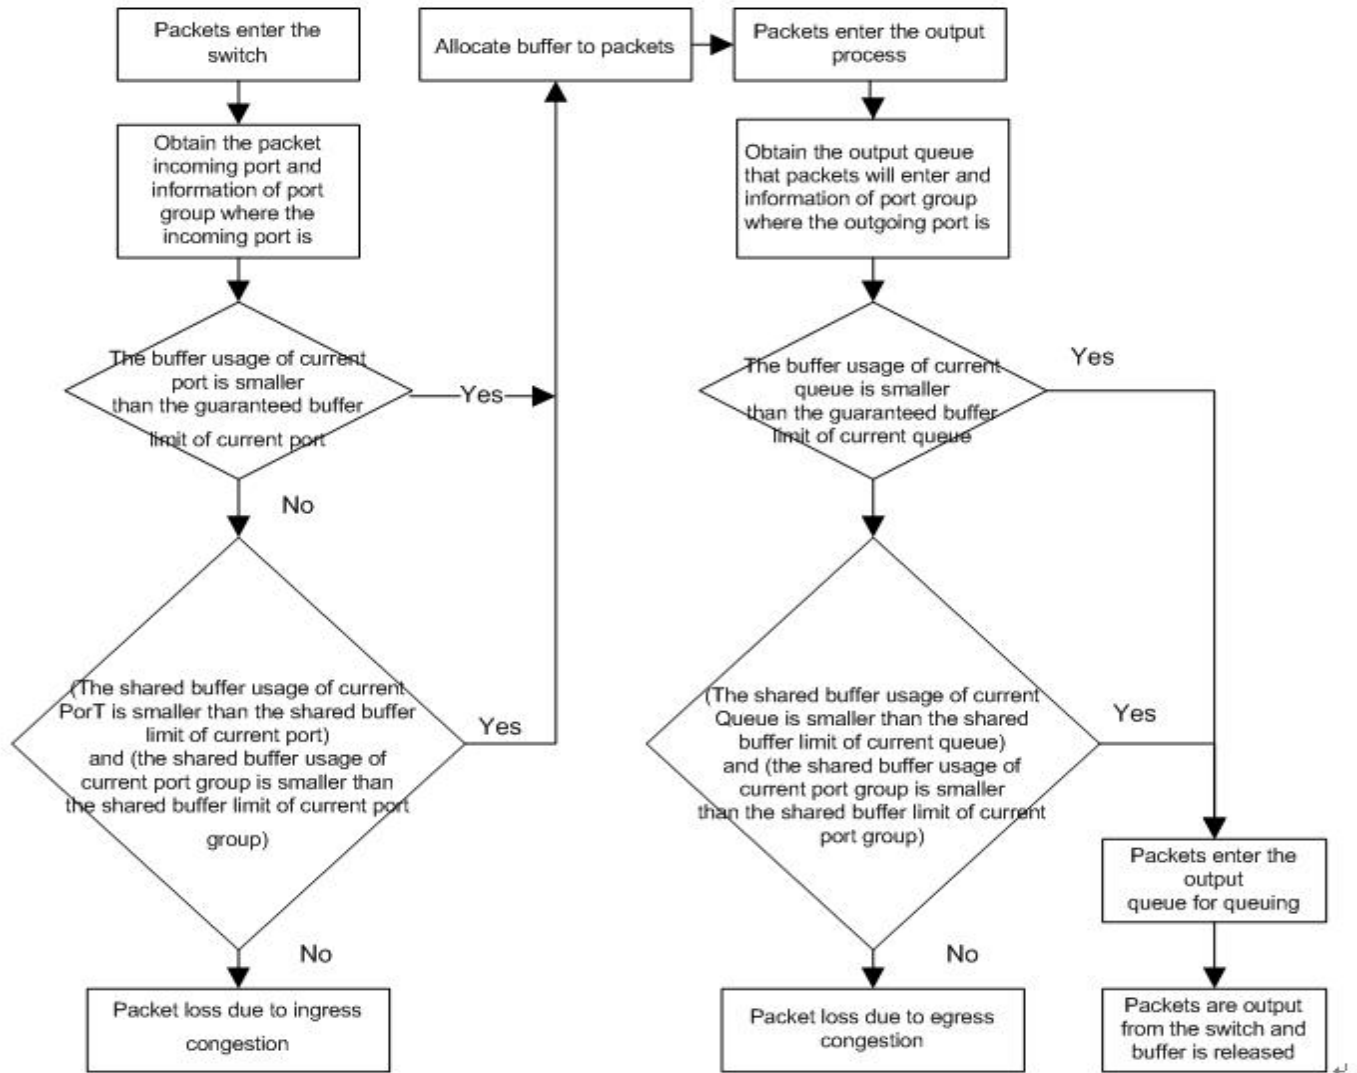 Packets enter the
switch
Obtain the packet
incoming port and
information of port
group where the
incoming port is
The buffer usage of current
port is smaller
than the guaranteed buffer
limit of current port
Yes
No
(The shared buffer usage of current
PorT is smaller than the shared buffer
limit of current port)
and (the shared buffer usage of
current port group is smaller than
the shared buffer limit of current port
group)
Yes
No
Packet loss due to ingress
congestion
Allocate buffer to packets
Packets enter the output
process
Obtain the output queue
that packets will enter and
information of port group
where the outgoing port is
The buffer usage of current
queue is smaller
than the guaranteed buffer
limit of current queue
Yes
(The shared buffer usage of current
Queue is smaller than the shared
buffer limit of current queue)
and (the shared buffer usage of
current port group is smaller
than the shared buffer limit of current
port group)
Yes
No
Packet loss due to egress
congestion
Packets enter the
output
queue for queuing
Packets are output
from the switch and
buffer is released